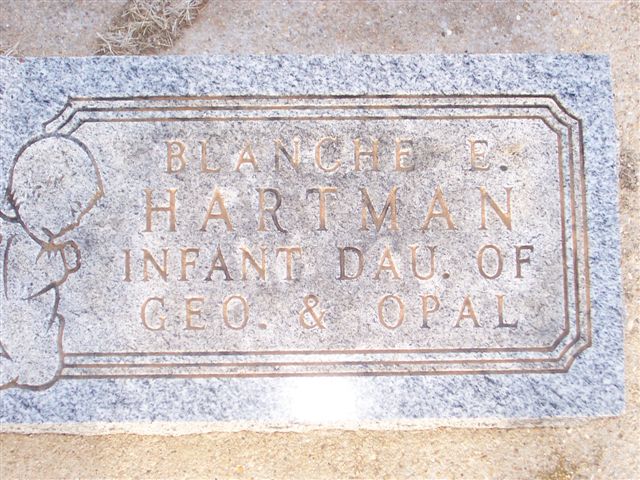 BLANCHE E.
HARTMAN
INFANT DAU. OF
GEO. & OPAL